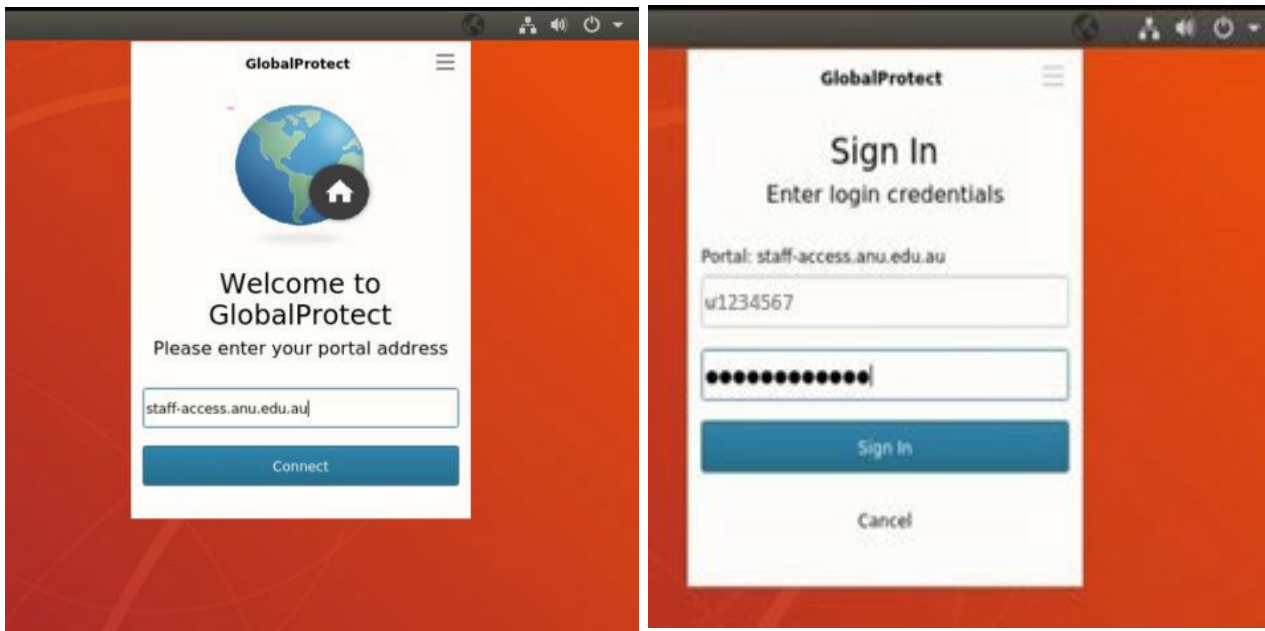 GlobalProtect
Welcome to
GlobalProtect
Please enter your portal address
staff-access.anu.edu.au
Connect
GlobalProtect
Sign In
Enter login credentials
Portal: staff-access.anu.edu.au
u1234567
●●●●●●●●●●●●
Sign In
Cancel